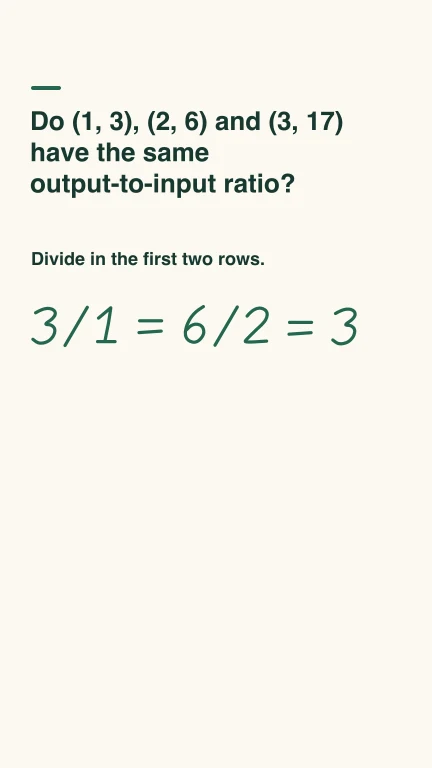 Do (1, 3), (2, 6) and (3, 17)
have the same
output-to-input ratio?
Divide in the first two rows.
3/1 = 6/2 = 3